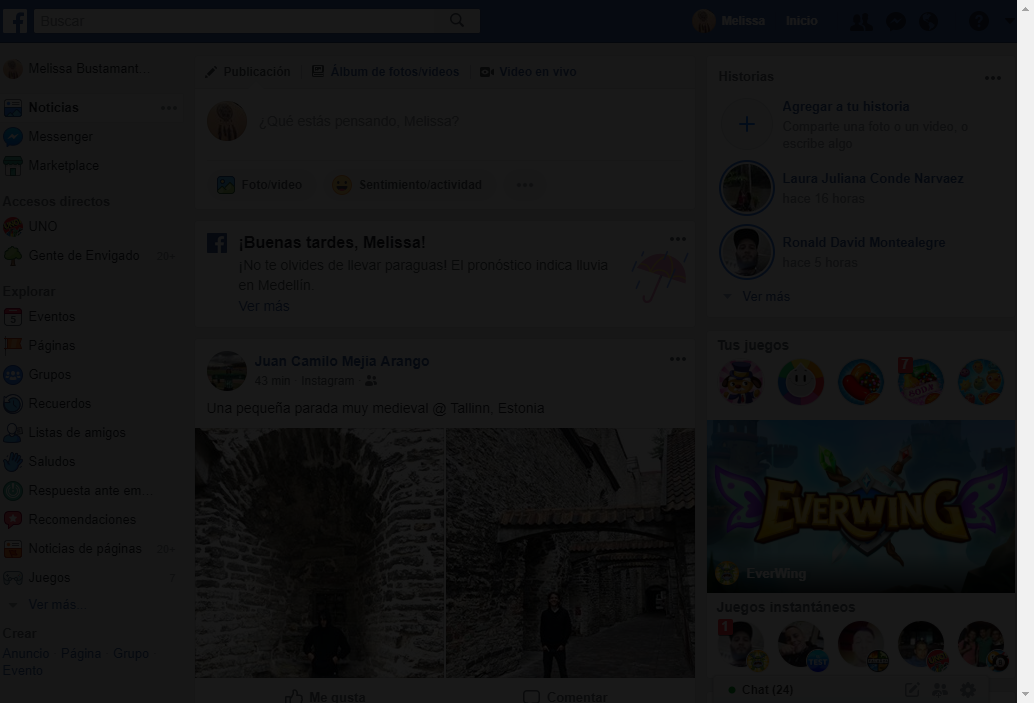 Buscar
Melissa
Inicio
Melissa Bustamant...
Noticias
Messenger
Marketplace
Accesos directos
UNO
Gente de Envigado 20+
Explorar
Eventos
Páginas
Grupos
Recuerdos
Listas de amigos
Saludos
Respuesta ante em...
Recomendaciones
Noticias de páginas 20+
Juegos 7
Ver más...
Crear
Anuncio Página Grupo
Evento
Publicación
Álbum de fotos/videos
Video en vivo
¿Qué estás pensando, Melissa?
Foto/video
Sentimiento/actividad
¡Buenas tardes, Melissa!
¡No te olvides de llevar paraguas! El pronóstico indica lluvia
en Medellín.
Ver más
Juan Camilo Mejía Arango
43 min · Instagram ·
Una pequeña parada muy medieval @ Tallinn, Estonia
Me gusta
Comentar
Historias
Agregar a tu historia
Comparte una foto o un video, o
escribe algo
Laura Juliana Conde Narvaez
hace 16 horas
Ronald David Montealegre
hace 5 horas
Ver más
Tus juegos
7
EVERWING
EverWing
Juegos instantáneos
1
Chat (24)